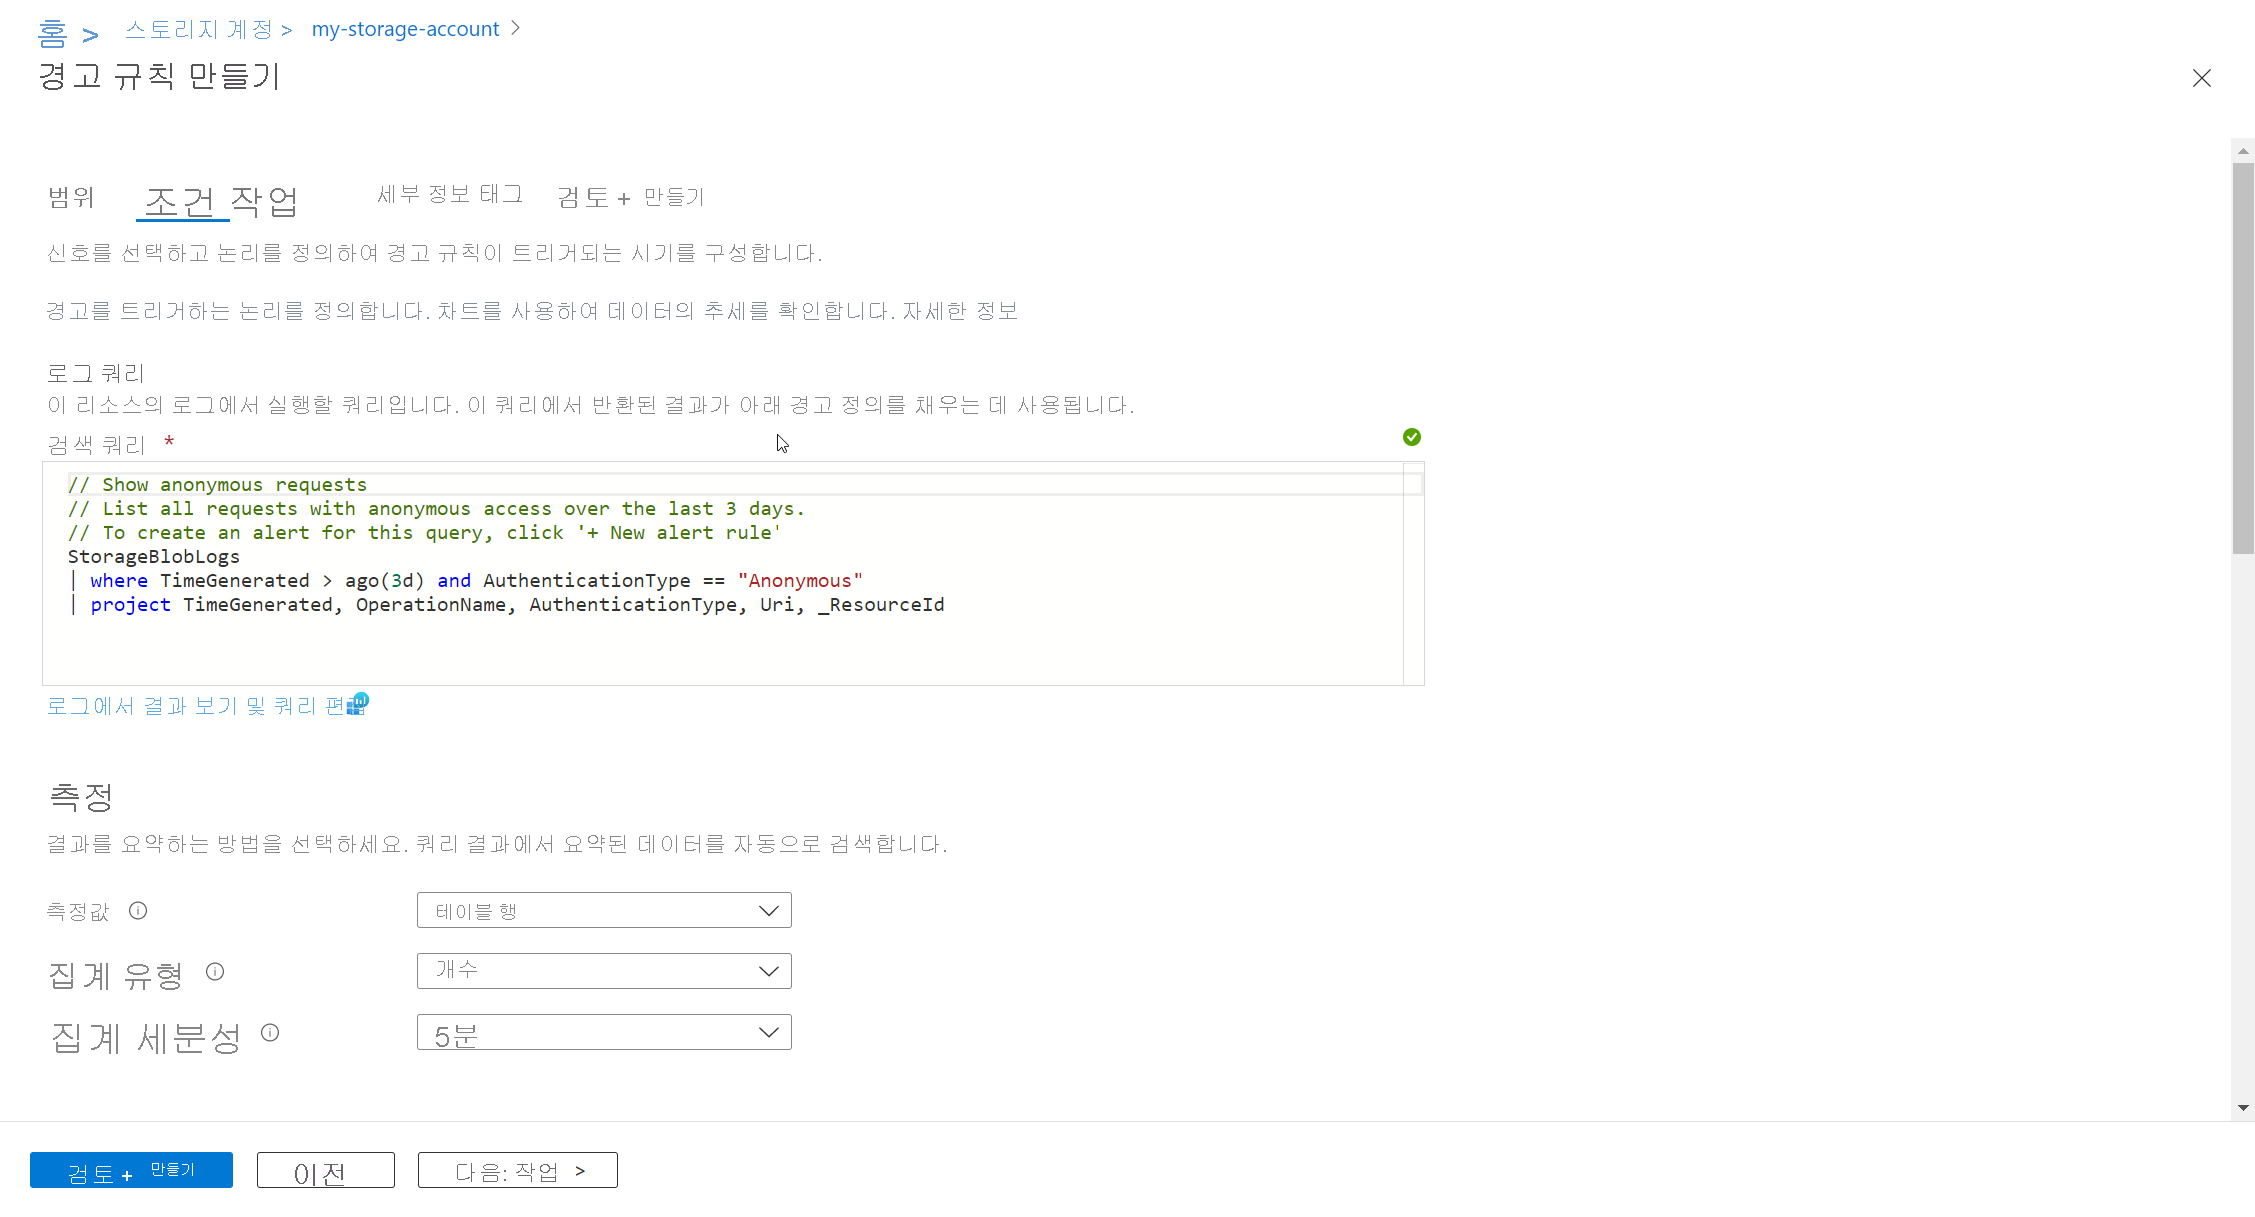 홈 > 스토리지 계정 > my-storage-account >
경고 규칙 만들기
범위 조건 작업 세부 정보 태그 검토 + 만들기
신호를 선택하고 논리를 정의하여 경고 규칙이 트리거되는 시기를 구성합니다.
경고를 트리거하는 논리를 정의합니다. 차트를 사용하여 데이터의 추세를 확인합니다. 자세한 정보
로그 쿼리
이 리소스의 로그에서 실행할 쿼리입니다. 이 쿼리에서 반환된 결과가 아래 경고 정의를 채우는 데 사용됩니다.
검색 쿼리 *
// Show anonymous requests
// List all requests with anonymous access over the last 3 days.
// To create an alert for this query, click '+ New alert rule'
StorageBlobLogs
| where TimeGenerated > ago(3d) and AuthenticationType == "Anonymous"
| project TimeGenerated, OperationName, AuthenticationType, Uri, _ResourceId
로그에서 결과 보기 및 쿼리
측정
결과를 요약하는 방법을 선택하세요. 쿼리 결과에서 요약된 데이터를 자동으로 검색합니다.
측정값 테이블 행
집계 유형 개수
집계 세분성 5분
검토 + 만들기 이전 다음: 작업 >